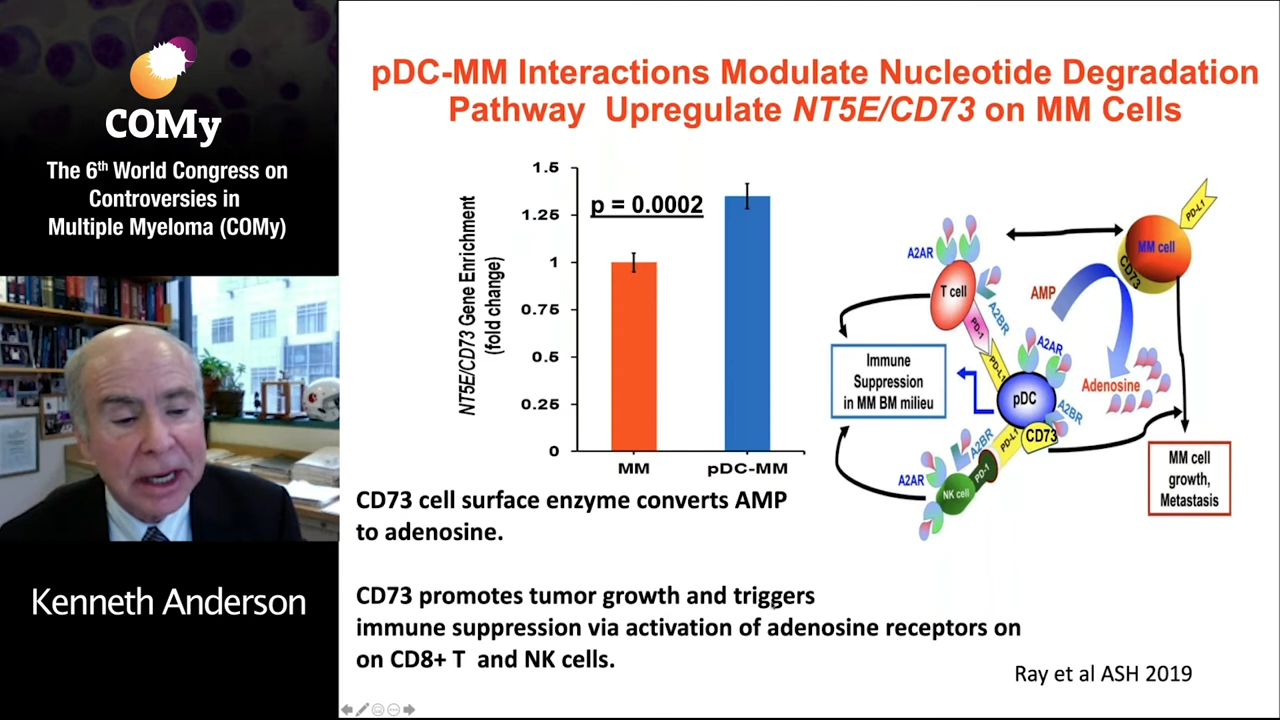 COMy
The 6th World Congress on
Controversies in
Multiple Myeloma (COMy)
Kenneth Anderson
pDC-MM Interactions Modulate Nucleotide Degradation
Pathway Upregulate NT5E/CD73 on MM Cells
NT5E/CD73 Gene Enrichment
(fold change)
1.5
1.25
1
0.75
0.5
0.25
0
p = 0.0002
MM
pDC-MM
A2AR
T cell
A2BR
PD-1
PD-L1
MM cell
CD73
PD-L1
AMP
Adenosine
A2AR
pDC
A2BR
CD73
PD-L1
Immune
Suppression
in MM BM milieu
A2BR
A2AR
PD-1
NK cell
MM cell
growth,
Metastasis
CD73 cell surface enzyme converts AMP
to adenosine.
CD73 promotes tumor growth and triggers
immune suppression via activation of adenosine receptors on
on CD8+ T and NK cells.
Ray et al ASH 2019